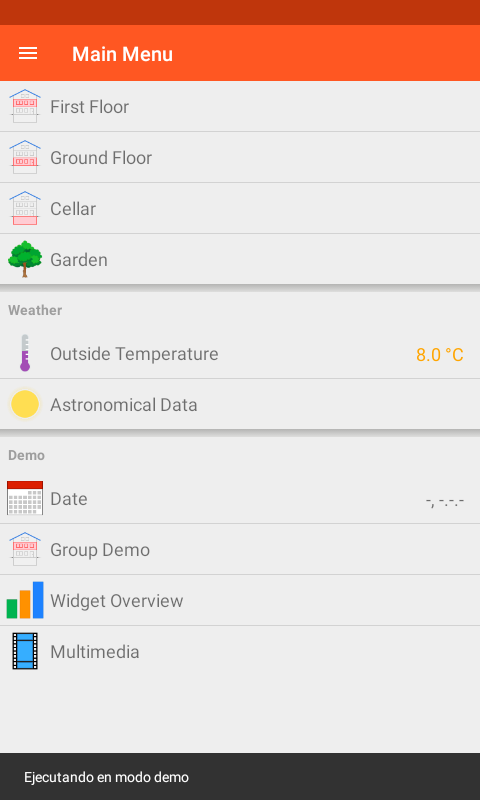 Main Menu
First Floor
Ground Floor
Cellar
Garden
Weather
Outside Temperature 8.0 °C
Astronomical Data
Demo
Date -, -.-.-
Group Demo
Widget Overview
Multimedia
Ejecutando en modo demo